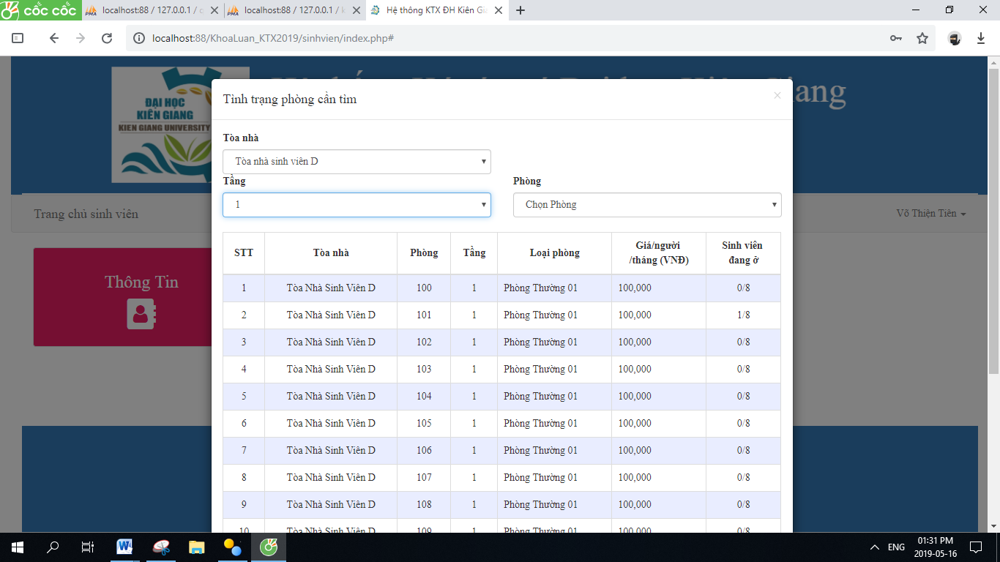 cốc cốc
localhost:88 / 127.0.0.1 /
localhost:88 / 127.0.0.1 / k
Hệ thống KTX ĐH Kiên Gia
localhost:88/KhoaLuan_KTX2019/sinhvien/index.php#
ĐẠI HỌC
KIÊN GIANG
KIEN GIANG UNIVERSITY
Giang
Tình trạng phòng cần tìm
×
Tòa nhà
Tòa nhà sinh viên D
Tầng
Phòng
1
Chọn Phòng
Trang chủ sinh viên
Võ Thiện Tiên
Thông Tin
STT Tòa nhà Phòng Tầng Loại phòng Giá/người /tháng (VNĐ) Sinh viên đang ở
1 Tòa Nhà Sinh Viên D 100 1 Phòng Thường 01 100,000 0/8
2 Tòa Nhà Sinh Viên D 101 1 Phòng Thường 01 100,000 1/8
3 Tòa Nhà Sinh Viên D 102 1 Phòng Thường 01 100,000 0/8
4 Tòa Nhà Sinh Viên D 103 1 Phòng Thường 01 100,000 0/8
5 Tòa Nhà Sinh Viên D 104 1 Phòng Thường 01 100,000 0/8
6 Tòa Nhà Sinh Viên D 105 1 Phòng Thường 01 100,000 0/8
7 Tòa Nhà Sinh Viên D 106 1 Phòng Thường 01 100,000 0/8
8 Tòa Nhà Sinh Viên D 107 1 Phòng Thường 01 100,000 0/8
9 Tòa Nhà Sinh Viên D 108 1 Phòng Thường 01 100,000 0/8
10 Tòa Nhà Sinh Viên D 109 1 Phòng Thường 01 100,000 0/8
ENG
01:31 PM
2019-05-16